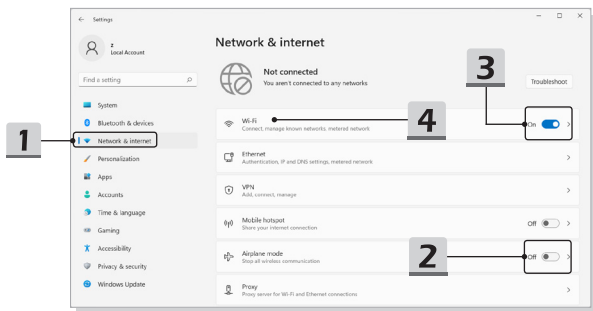 Settings
z
Local Account
Find a setting
System
Bluetooth & devices
Network & internet
Personalization
Apps
Accounts
Time & language
Gaming
Accessibility
Privacy & security
Windows Update
Network & internet
Not connected
You aren't connected to any networks
Troubleshoot
Wi-Fi
Connect, manage known networks, metered network
On
Ethernet
Authentication, IP and DNS settings, metered network
VPN
Add, connect, manage
Mobile hotspot
Share your internet connection
Off
Airplane mode
Stop all wireless communication
Off
Proxy
Proxy server for Wi-Fi and Ethernet connections
1
2
3
4